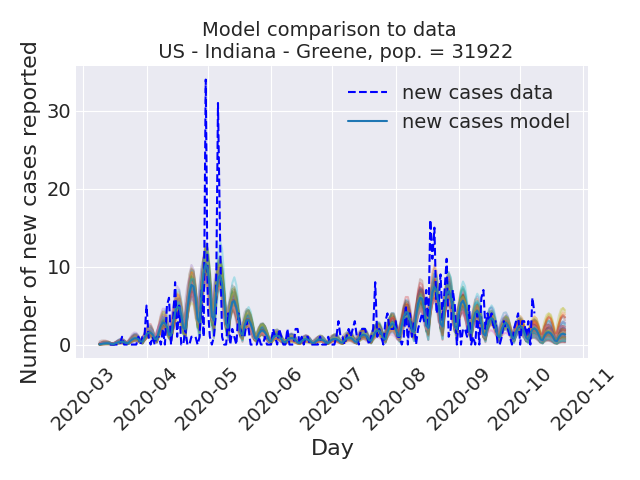 Model comparison to data
US - Indiana - Greene, pop. = 31922
Number of new cases reported
30
20
10
0
new cases data
new cases model
2020-03
2020-04
2020-05
2020-06
2020-07
2020-08
2020-09
2020-10
2020-11
Day